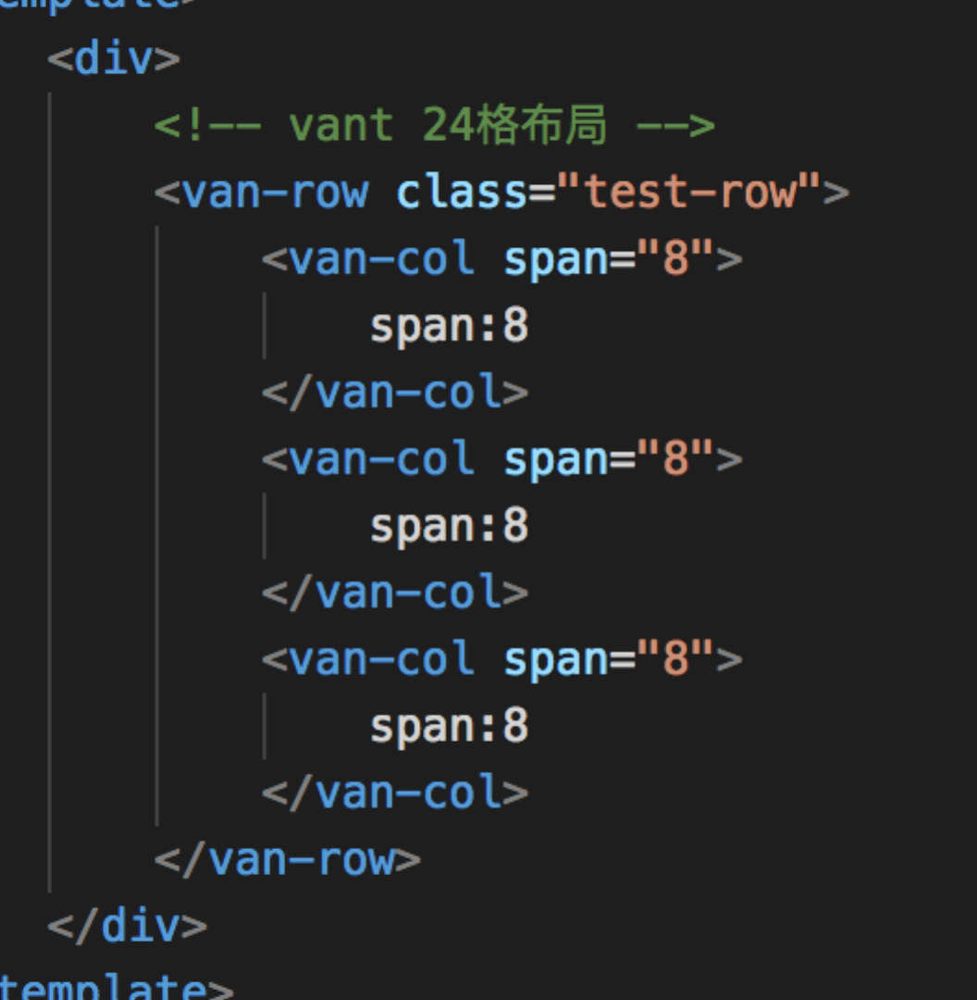 template>
<div>
<!-- vant 24格布局 -->
<van-row class="test-row">
<van-col span="8">
span:8
</van-col>
<van-col span="8">
span:8
</van-col>
<van-col span="8">
span:8
</van-col>
</van-row>
</div>
template>